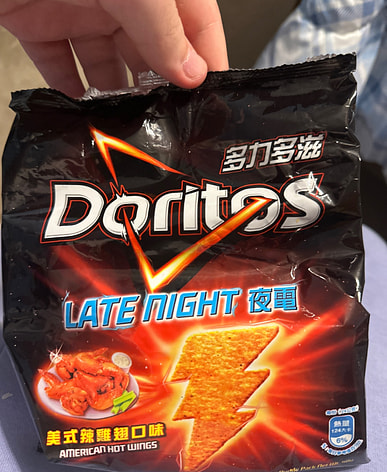 多力多滋
Doritos
LATE NIGHT 夜電
美式辣雞翅口味
AMERICAN HOT WINGS
熱量
6%